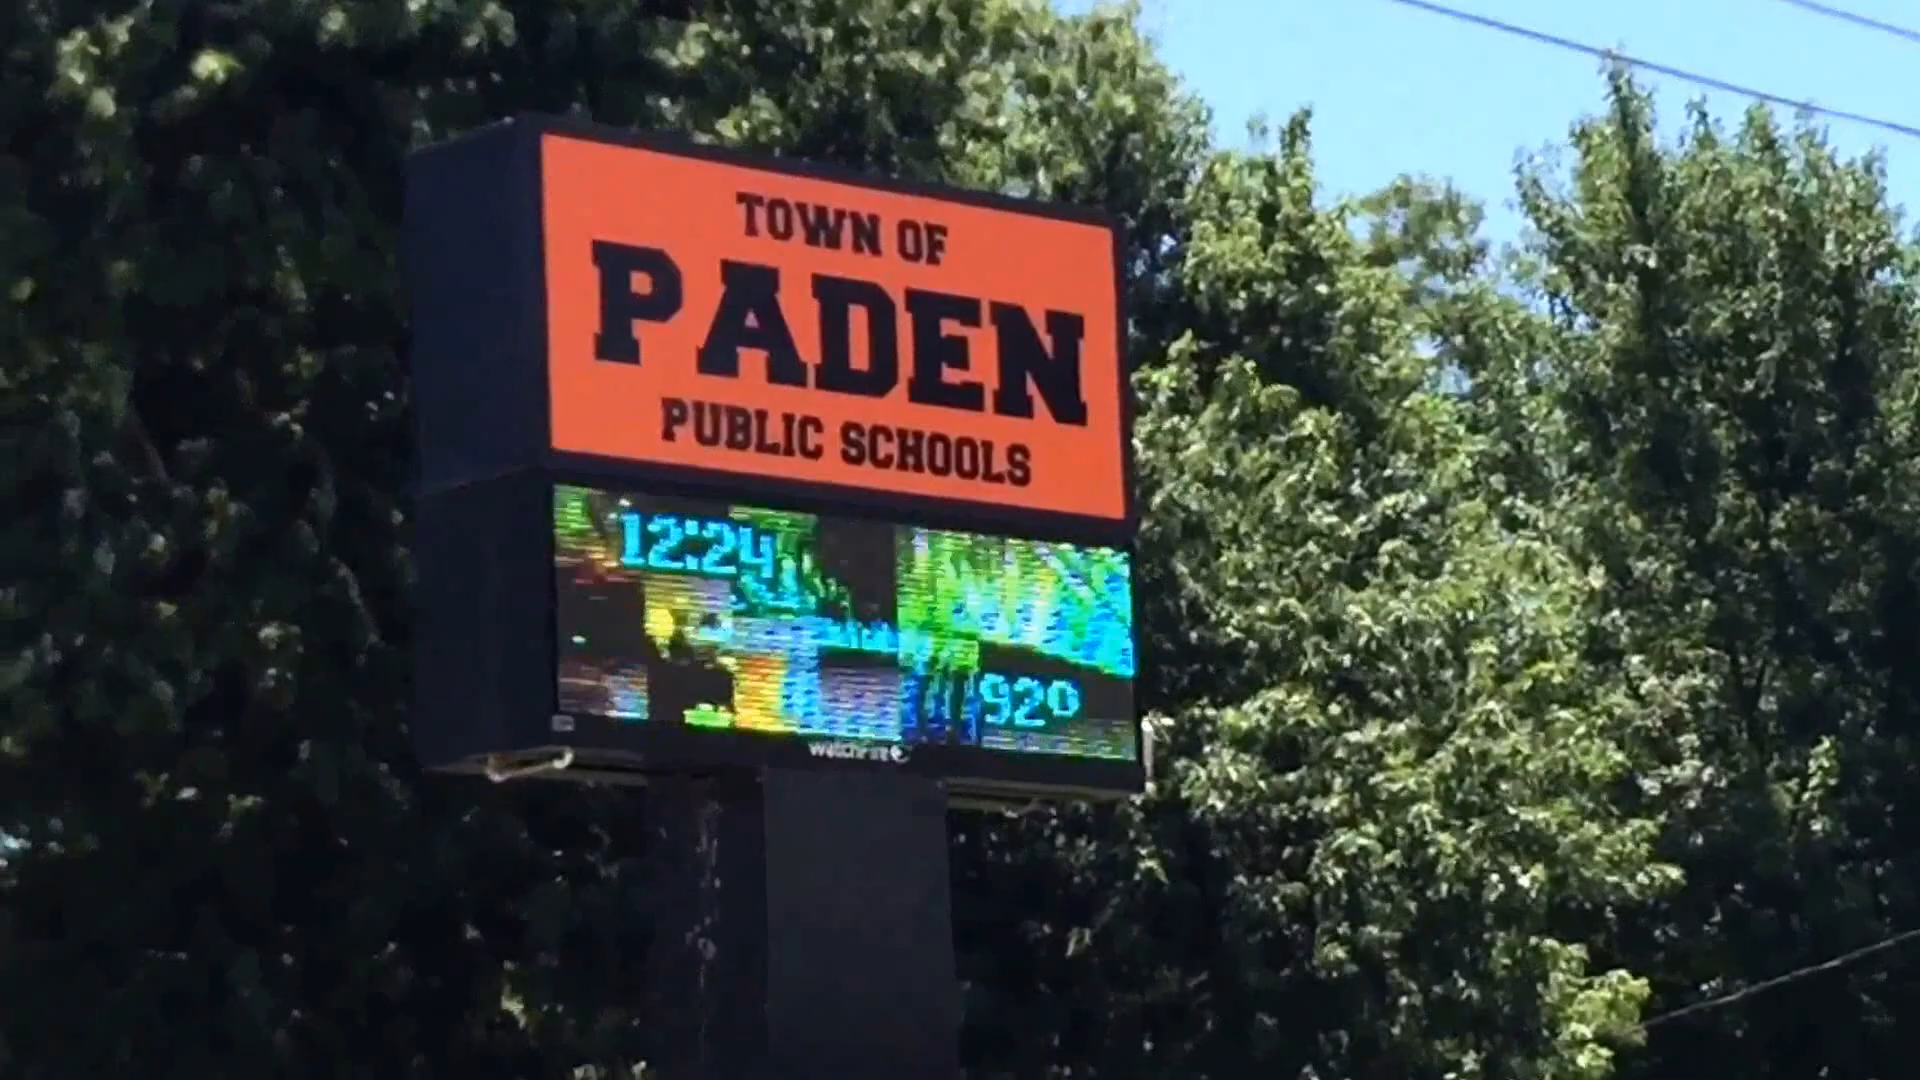 TOWN OF
PADEN
PUBLIC SCHOOLS
12:24
92°
watchfire